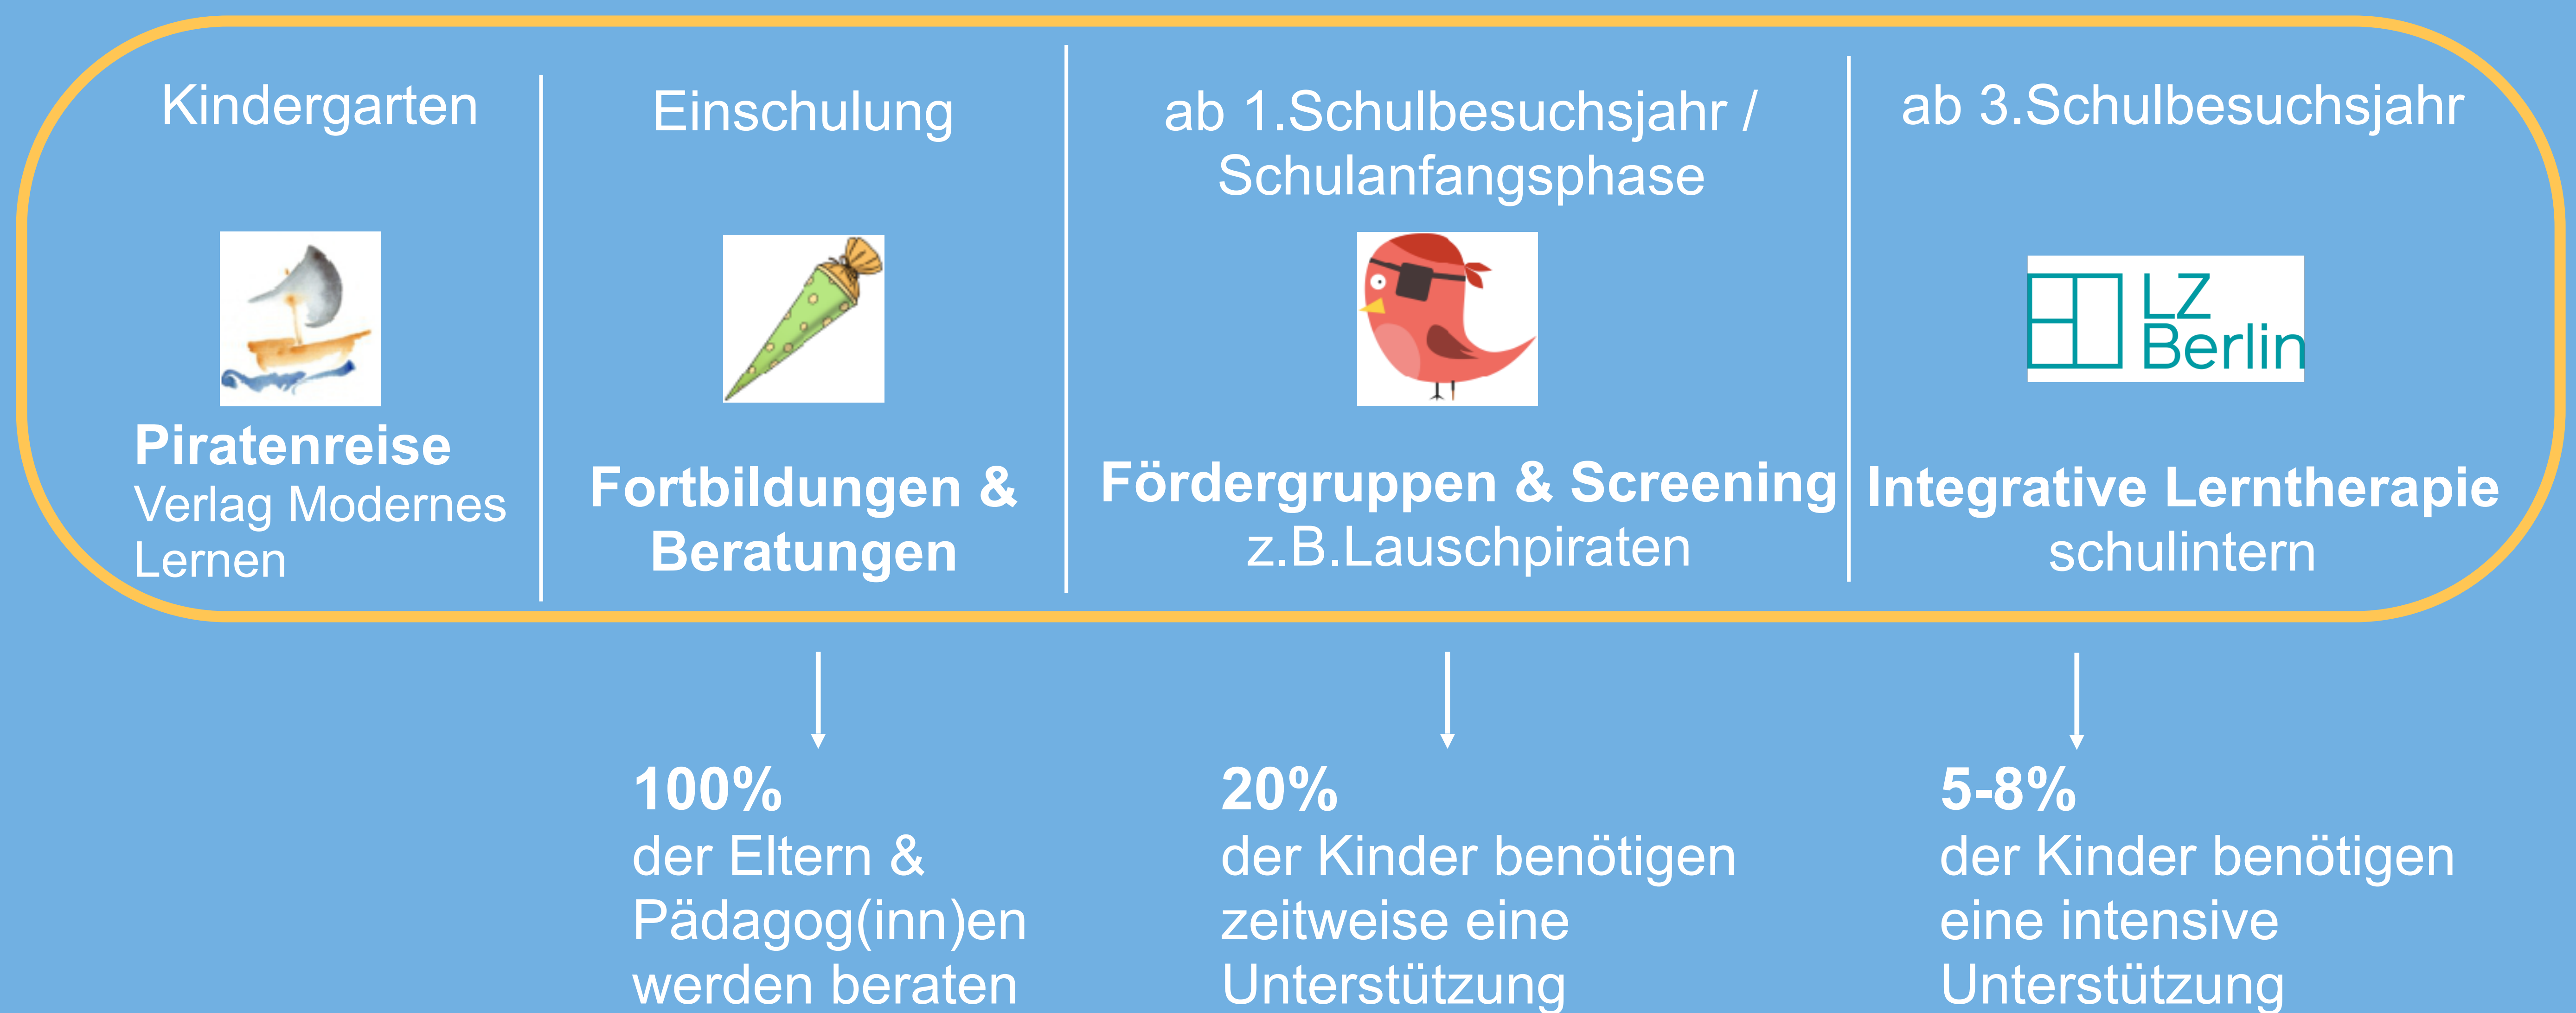 Kindergarten
Piratenreise
Verlag Modernes
Lernen
Einschulung
Fortbildungen &
Beratungen
ab 1.Schulbesuchsjahr /
Schulanfangsphase
Fördergruppen & Screening
z.B.Lauschpiraten
ab 3.Schulbesuchsjahr
LZ
Berlin
Integrative Lerntherapie
schulintern
100%
der Eltern &
Pädagog(inn)en
werden beraten
20%
der Kinder benötigen
zeitweise eine
Unterstützung
5-8%
der Kinder benötigen
eine intensive
Unterstützung